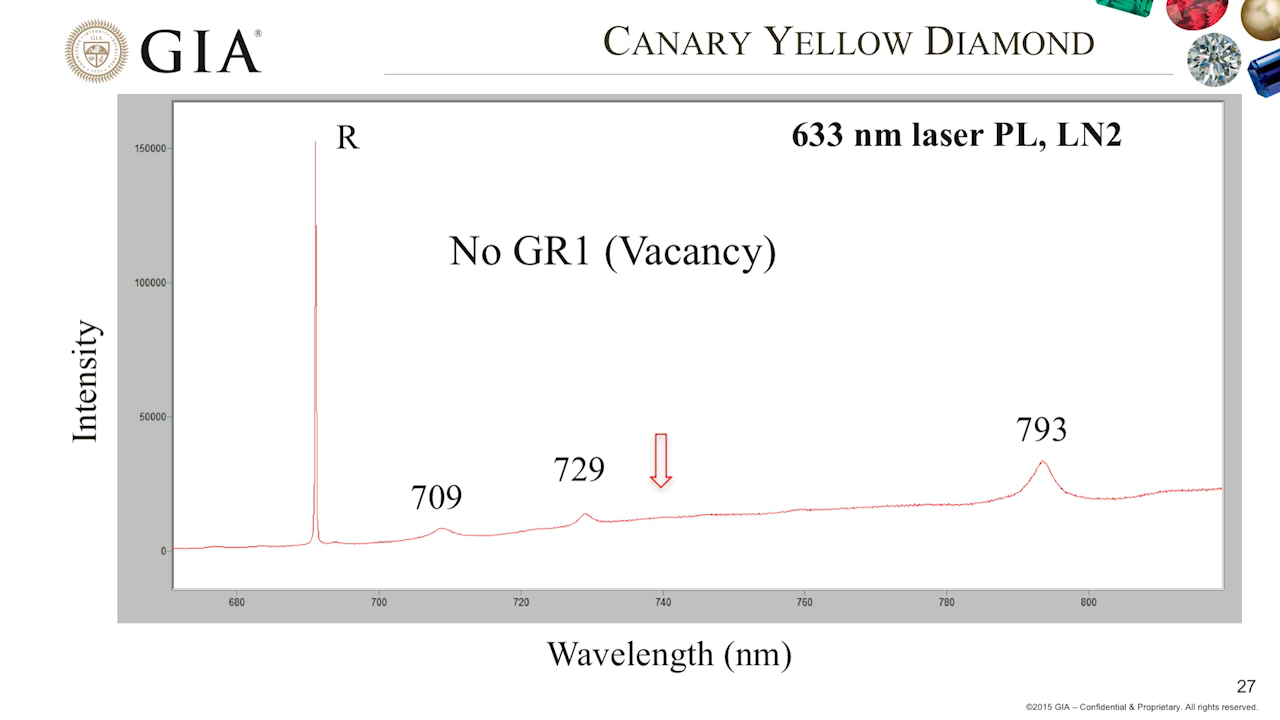 GIA®
CANARY YELLOW DIAMOND
R
633 nm laser PL, LN2
150000
No GR1 (Vacancy)
100000
Intensity
50000
793
729
709
0
680 700 720 740 760 780 800
Wavelength (nm)
27
©2015 GIA – Confidential & Proprietary. All rights reserved.